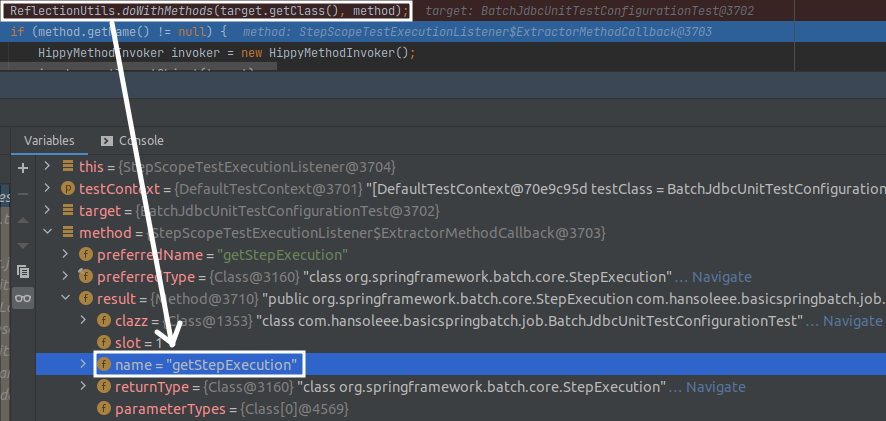 ReflectionUtils.doWithMethods(target.getClass(), method); target: BatchJdbcUnitTestConfigurationTest@3702
if (method.getName() != null) { method: StepScopeTestExecutionListener$ExtractorMethodCallback@3703
HippyMethodInvoker invoker = new HippyMethodInvoker();
Variables Console
this = {StepScopeTestExecutionListener@3704}
testContext = {DefaultTestContext@3701} "[DefaultTestContext@70e9c95d testClass = BatchJdbcUnitTestConfiguration
target = {BatchJdbcUnitTestConfigurationTest@3702}
method = {StepScopeTestExecutionListener$ExtractorMethodCallback@3703}
preferredName = "getStepExecution"
preferredType = {Class@3160} "class org.springframework.batch.core.StepExecution"... Navigate
result = {Method@3710} "public org.springframework.batch.core.StepExecution com.hansoleee.basicspringbatch.job.
clazz = {Class@1353} "class com.hansoleee.basicspringbatch.job.BatchJdbcUnitTestConfigurationTest"... Navigate
slot = 1
name = "getStepExecution"
returnType = {Class@3160} "class org.springframework.batch.core.StepExecution"... Navigate
parameterTypes = {Class[0]@4569}